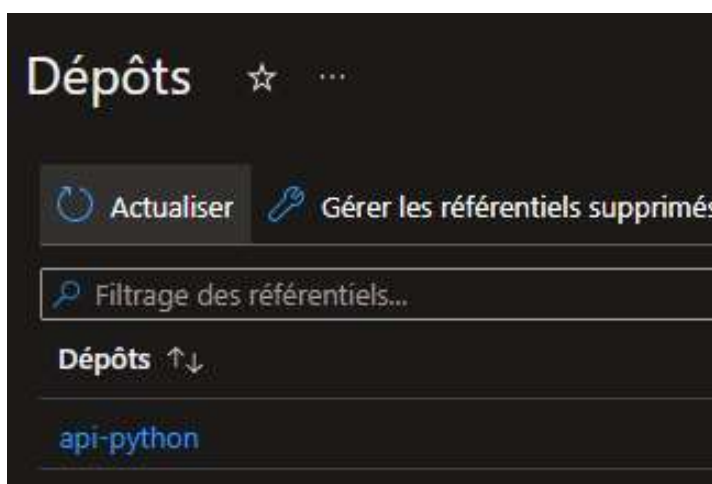 Dépôts
Actualiser Gérer les référentiels supprimés
Filtrage des référentiels...
Dépôts ↑↓
api-python